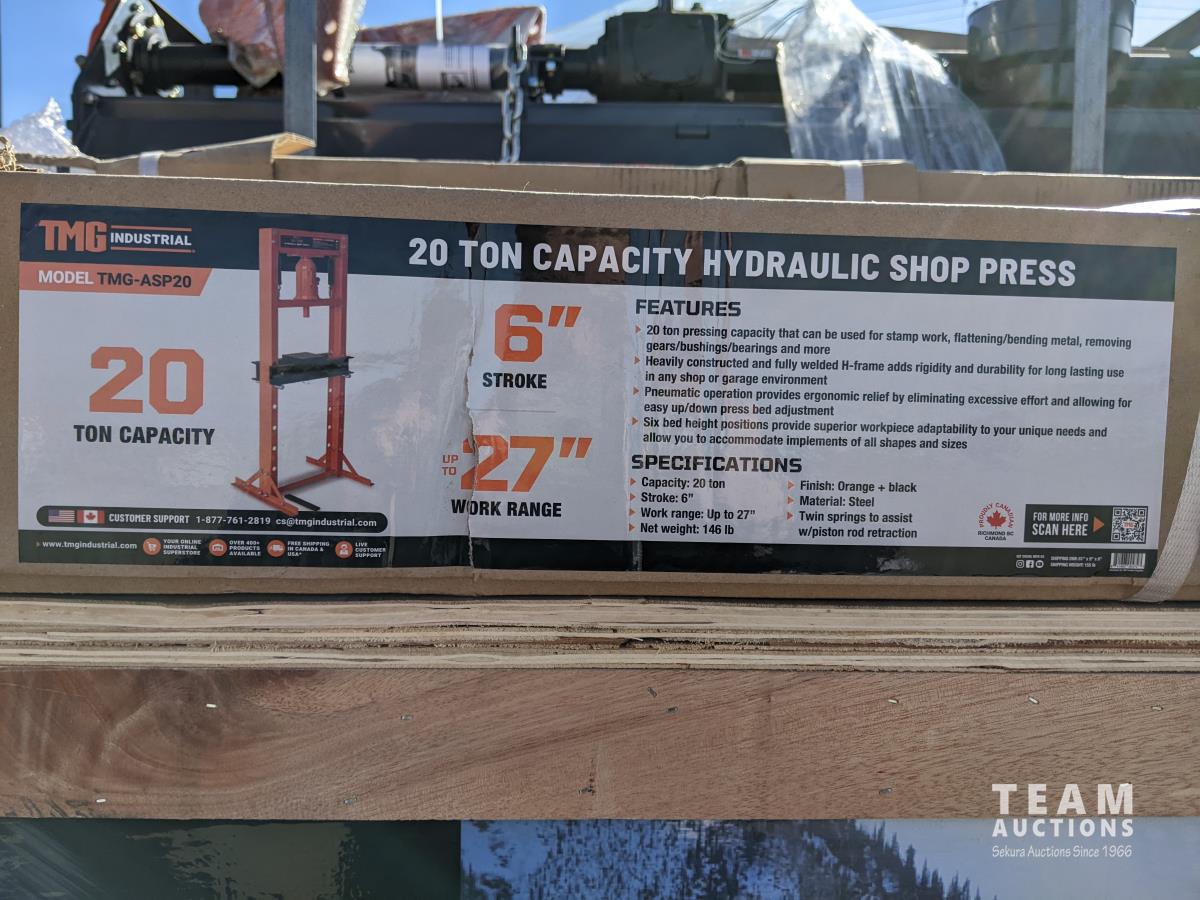 TMG INDUSTRIAL
MODEL TMG-ASP20
20 TON CAPACITY HYDRAULIC SHOP PRESS
20
TON CAPACITY
6"
STROKE
UP TO 27"
WORK RANGE
FEATURES
20 ton pressing capacity that can be used for stamp work, flattening/bending metal, removing
gears/bushings/bearings and more
Heavily constructed and fully welded H-frame adds rigidity and durability for long lasting use
in any shop or garage environment
Pneumatic operation provides ergonomic relief by eliminating excessive effort and allowing for
easy up/down press bed adjustment
Six bed height positions provide superior workpiece adaptability to your unique needs and
allow you to accommodate implements of all shapes and sizes
SPECIFICATIONS
Capacity: 20 ton
Stroke: 6"
Work range: Up to 27"
Net weight: 146 lb
Finish: Orange + black
Material: Steel
Twin springs to assist
w/piston rod retraction
PROUDLY CANADIAN
RICHMOND BC
CANADA
FOR MORE INFO
SCAN HERE
CUSTOMER SUPPORT 1-877-761-2819 cs@tmgindustrial.com
www.tmgindustrial.com
YOUR ONLINE
INDUSTRIAL
SUPERSTORE
OVER 400+
PRODUCTS
AVAILABLE
FREE SHIPPING
IN CANADA &
USA*
LIVE
CUSTOMER
SUPPORT
TEAM
AUCTIONS
Sekura Auctions Since 1966